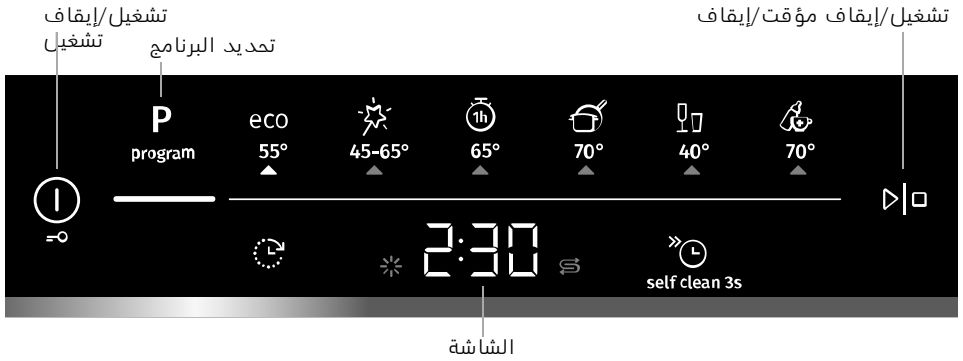 تشغيل/إيقاف
تشغيل
تشغيل/إيقاف مؤقت/إيقاف
تحديد البرنامج
P
program
eco
1h
55°
45-65°
65°
70°
40°
70°
2:30
self clean 3s
الشاشة